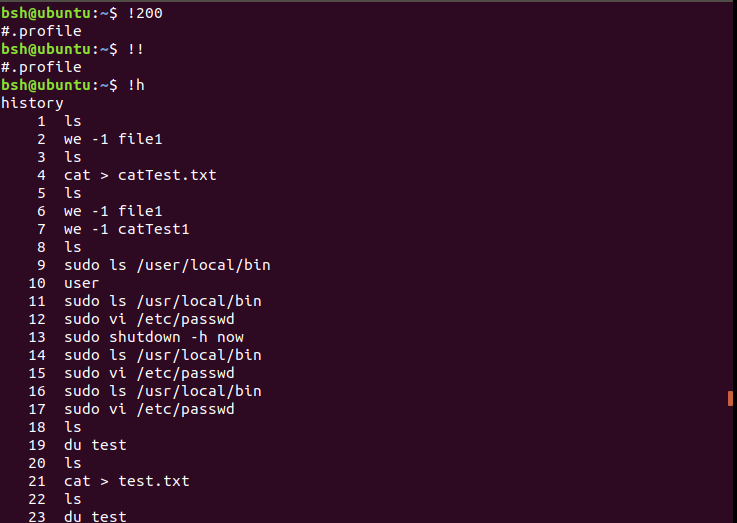 bsh@ubuntu:~$ !200
#.profile
bsh@ubuntu:~$ !!
#.profile
bsh@ubuntu:~$ !h
history
1 ls
2 we -1 file1
3 ls
4 cat > catTest.txt
5 ls
6 we -1 file1
7 we -1 catTest1
8 ls
9 sudo ls /user/local/bin
10 user
11 sudo ls /usr/local/bin
12 sudo vi /etc/passwd
13 sudo shutdown -h now
14 sudo ls /usr/local/bin
15 sudo vi /etc/passwd
16 sudo ls /usr/local/bin
17 sudo vi /etc/passwd
18 ls
19 du test
20 ls
21 cat > test.txt
22 ls
23 du test